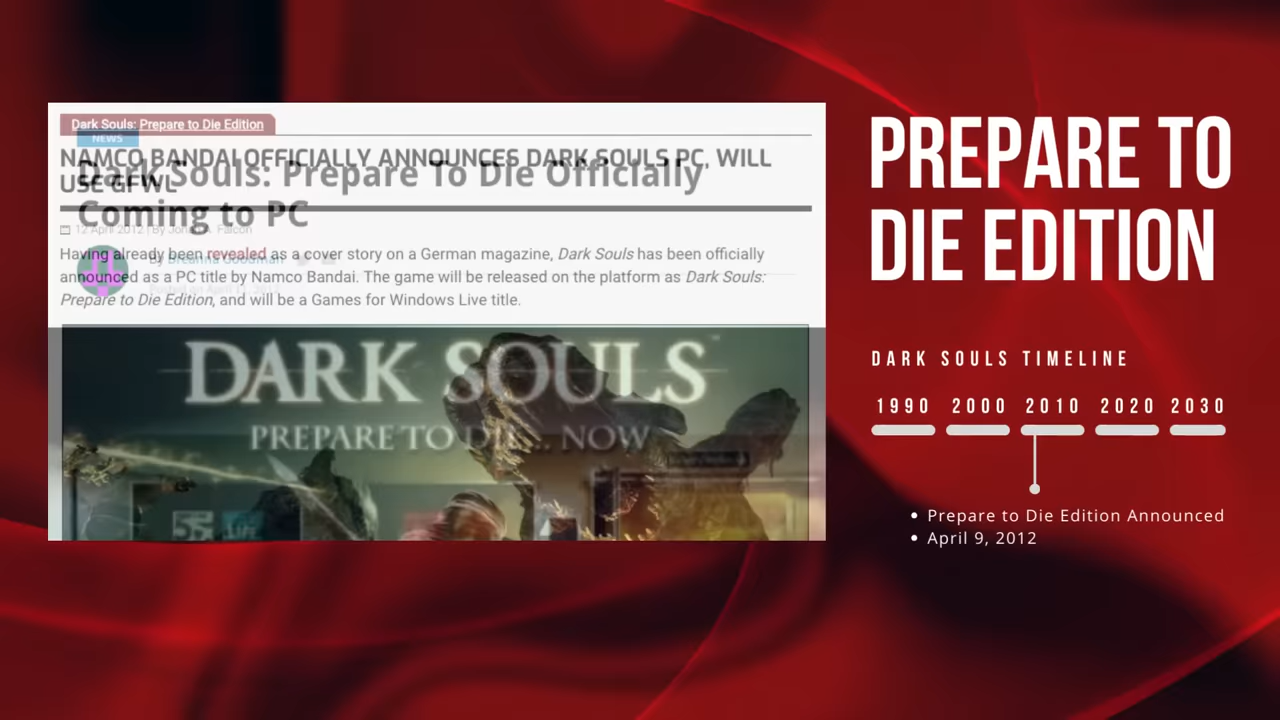 Dark Souls: Prepare to Die Edition
NEWS
NAMCO BANDAI OFFICIALLY ANNOUNCES DARK SOULS PC, WILL
USE GFWL
Dark Souls: Prepare To Die Officially
Coming to PC
12 April 2012 | By Jonah Falcon
Having already been revealed as a cover story on a German magazine, Dark Souls has been officially
announced as a PC title by Namco Bandai. The game will be released on the platform as Dark Souls:
Prepare to Die Edition, and will be a Games for Windows Live title.
DARK SOULS
PREPARE TO DIE... NOW
PREPARE TO
DIE EDITION
DARK SOULS TIMELINE
1990 2000 2010 2020 2030
• Prepare to Die Edition Announced
• April 9, 2012